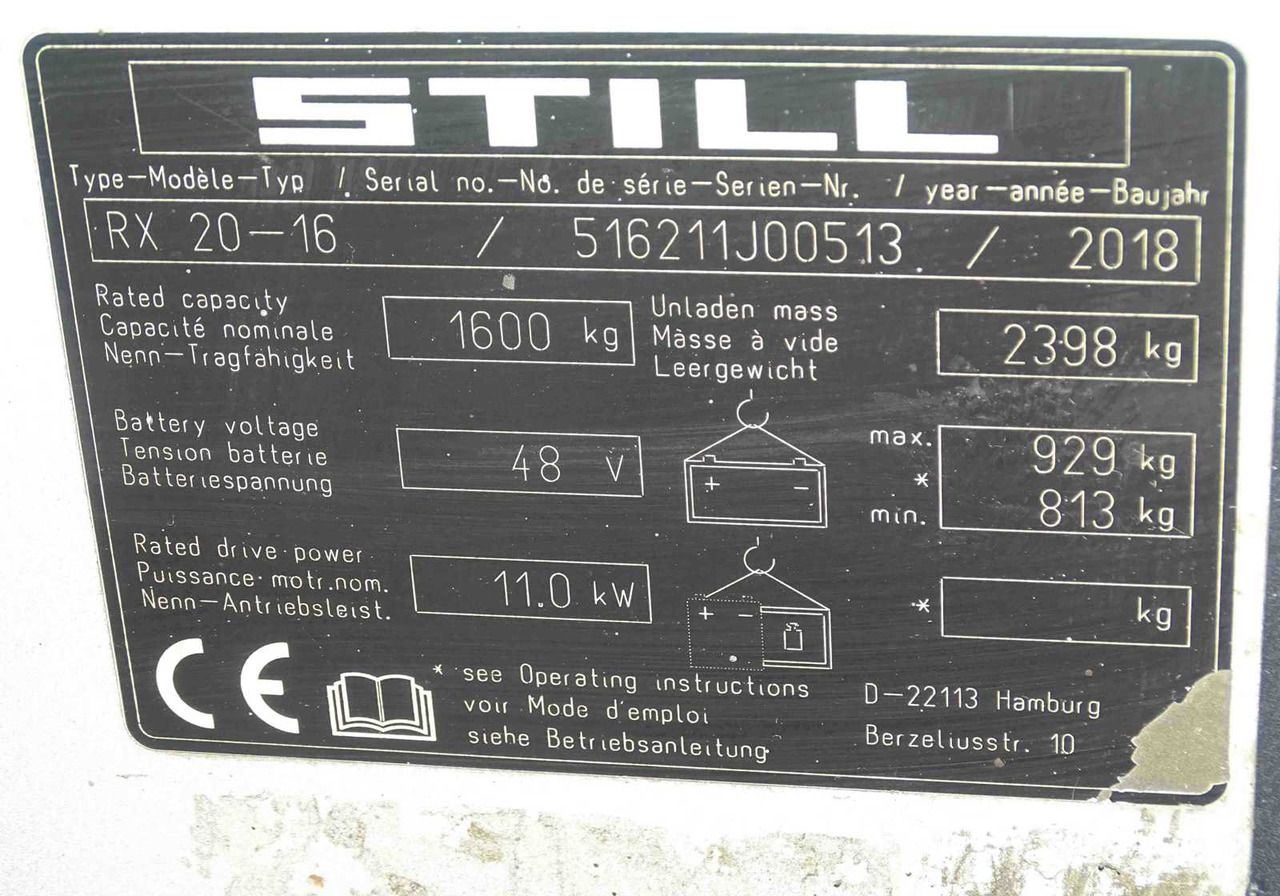 STILL
Type-Modèle-Typ / Serial no.-No. de série-Serien-Nr. / year-année-Baujahr
RX 20-16 / 516211J00513 / 2018
Rated capacity
Capacité nominale
Nenn-Tragfähigkeit
1600 kg
Unladen mass
Masse à vide
Leergewicht
2398 kg
Battery voltage
Tension batterie
Batteriespannung
48 V
+ -
max. 929 kg
*
min. 813 kg
Rated drive power
Puissance motr.nom.
Nenn-Antriebsleist.
11.0 kW
+ -
* kg
CE
* see Operating instructions
voir Mode d'emploi
siehe Betriebsanleitung
D-22113 Hamburg
Berzeliusstr. 10